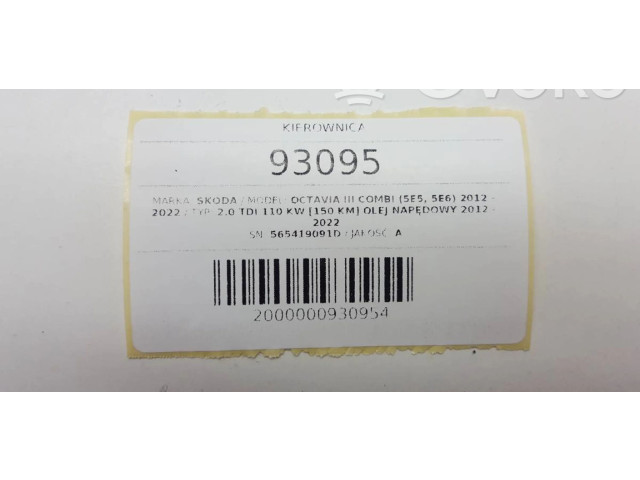 KIEROWNICA
93095
MARKA: SKODA / MODEL: OCTAVIA III COMBI (5E5, 5E6) 2012 -
2022 / TYP: 2.0 TDI 110 KW [150 KM] OLEJ NAPĘDOWY 2012 -
2022
SN: 565419091D / JAKOŚĆ: A
2000000930954